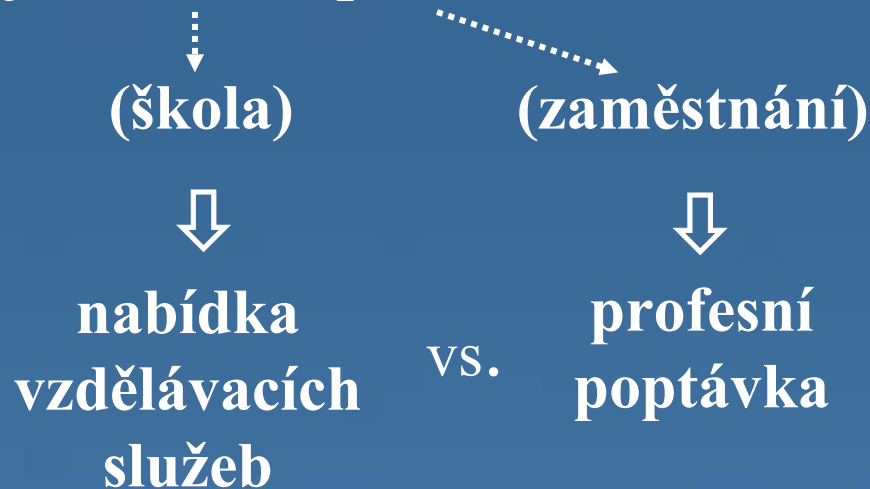 (škola) (zaměstnání)
nabídka profesní
vzdělávacích vs. poptávka
služeb